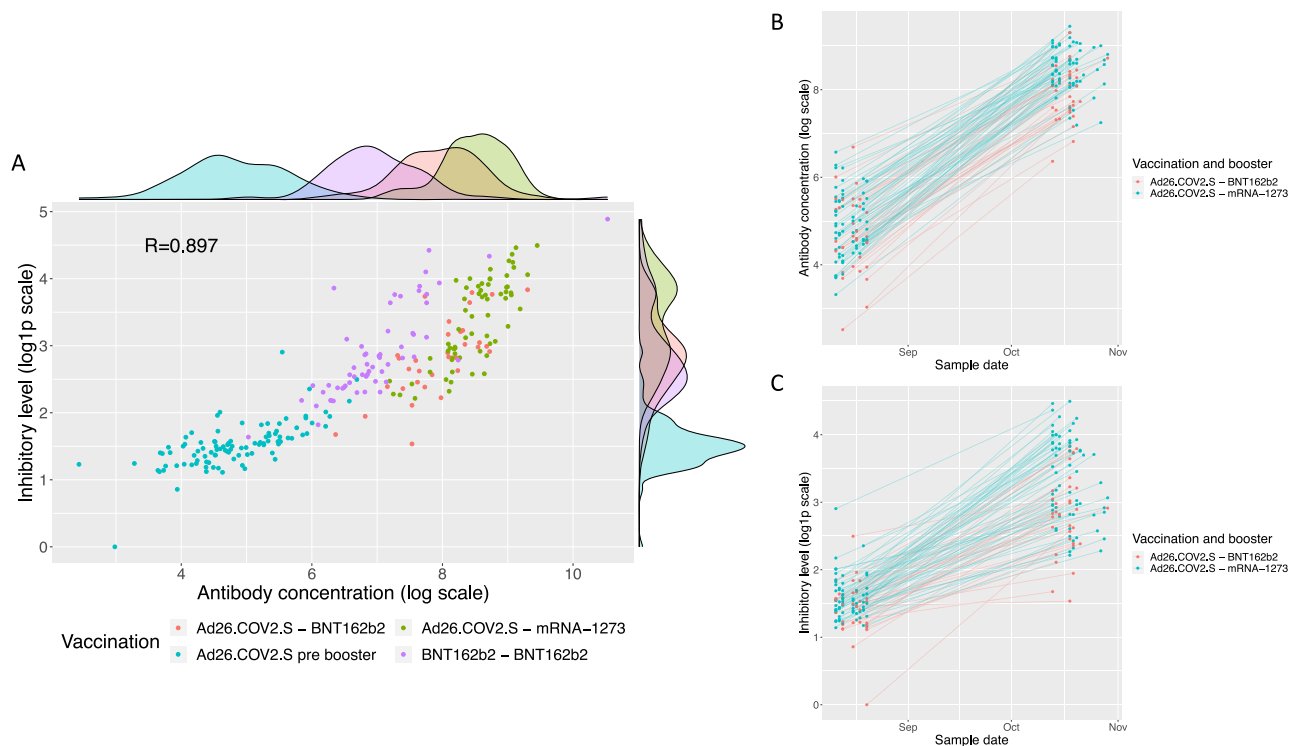 A
R=0.897
Inhibitory level (log1p scale)
5
4
3
2
1
0
4 6 8 10
Antibody concentration (log scale)
Vaccination
Ad26.COV2.S − BNT162b2
Ad26.COV2.S − mRNA−1273
Ad26.COV2.S pre booster
BNT162b2 − BNT162b2
B
Antibody concentration (log scale)
8
6
4
Sep Oct Nov
Sample date
Vaccination and booster
Ad26.COV2.S − BNT162b2
Ad26.COV2.S − mRNA−1273
C
Inhibitory level (log1p scale)
4
3
2
1
0
Sep Oct Nov
Sample date
Vaccination and booster
Ad26.COV2.S − BNT162b2
Ad26.COV2.S − mRNA−1273